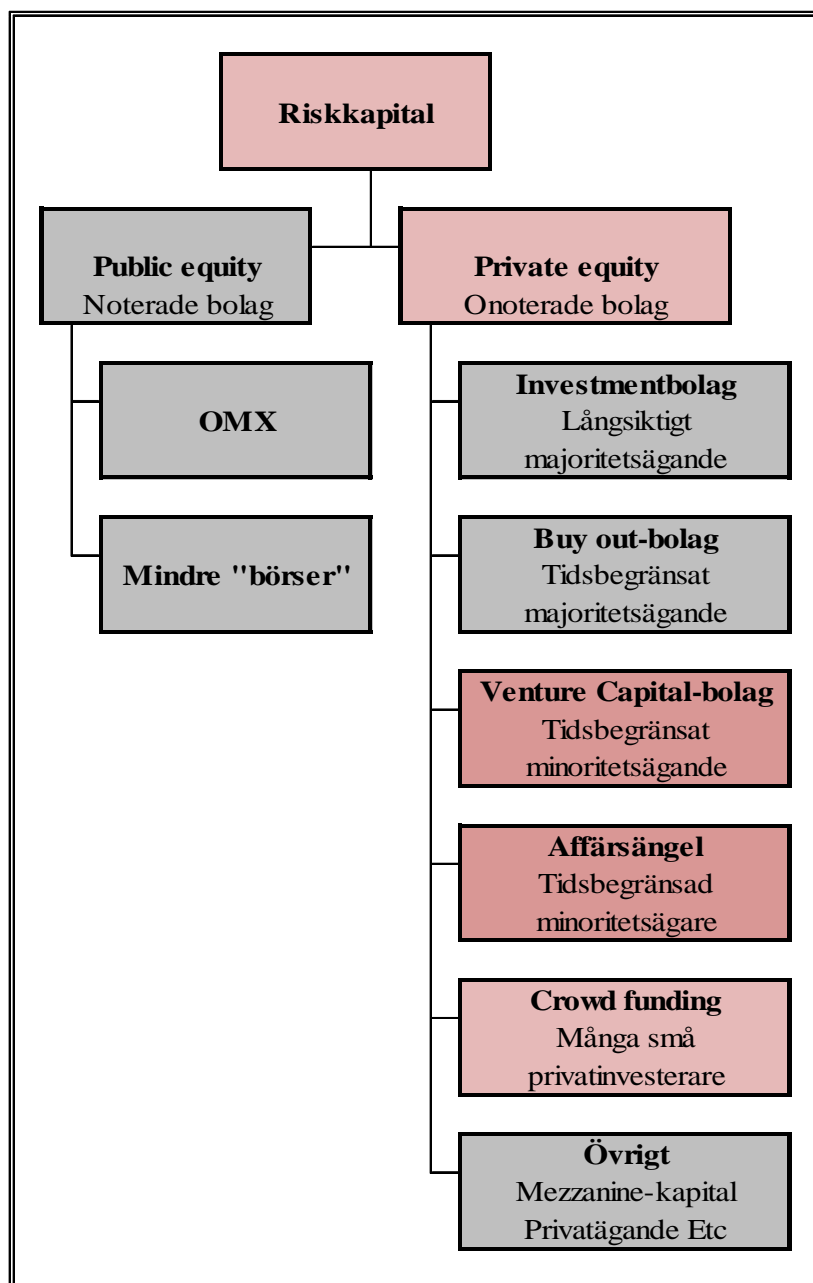 Riskkapital
Public equity
Noterade bolag
Private equity
Onoterade bolag
OMX
Mindre "börser"
Investmentbolag
Långsiktigt
majoritetsägande
Buy out-bolag
Tidsbegränsat
majoritetsägande
Venture Capital-bolag
Tidsbegränsat
minoritetsägande
Affärsängel
Tidsbegränsad
minoritetsägare
Crowd funding
Många små
privatinvesterare
Övrigt
Mezzanine-kapital
Privatägande Etc